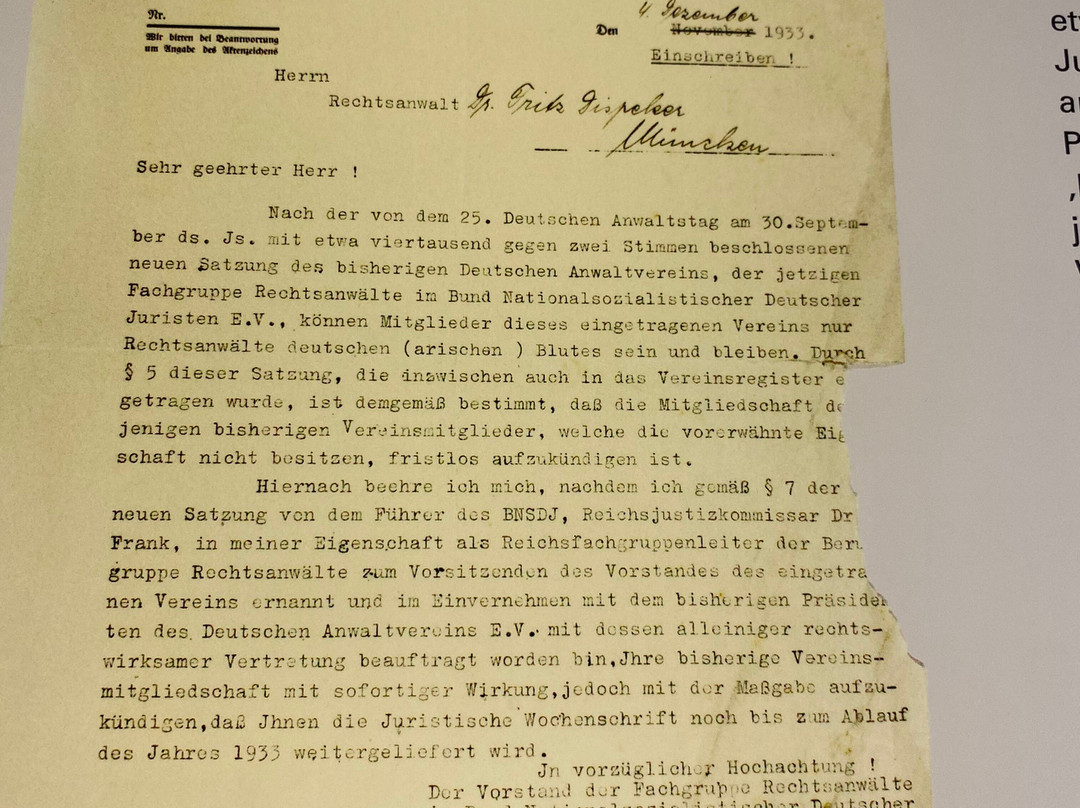 Nr.
Wir bitten bei Beantwortung
um Angabe des Aktenzeichens
4. Dezember
Den November 1933.
Einschreiben !
Herrn
Rechtsanwalt Dr. Fritz Dispeker
München
Sehr geehrter Herr !
Nach der von dem 25. Deutschen Anwaltstag am 30.Septem-
ber ds. Js. mit etwa viertausend gegen zwei Stimmen beschlossenen
neuen Satzung des bisherigen Deutschen Anwaltvereins, der jetzigen
Fachgruppe Rechtsanwälte im Bund Nationalsozialistischer Deutscher
Juristen E.V., können Mitglieder dieses eingetragenen Vereins nur
Rechtsanwälte deutschen (arischen ) Blutes sein und bleiben. Durch
§ 5 dieser Satzung, die inzwischen auch in das Vereinsregister e
getragen wurde, ist demgemäß bestimmt, daß die Mitgliedschaft de
jenigen bisherigen Vereinsmitglieder, welche die vorerwähnte Eig
schaft nicht besitzen, fristlos aufzukündigen ist.
Hiernach beehre ich mich, nachdem ich gemäß § 7 der
neuen Satzung von dem Führer des BNSDJ, Reichsjustizkommissar Dr
Frank, in meiner Eigenschaft als Reichsfachgruppenleiter der Beru
gruppe Rechtsanwälte zum Vorsitzenden des Vorstandes des eingetra
nen Vereins ernannt und im Einvernehmen mit dem bisherigen Präsiden
ten des Deutschen Anwaltvereins E.V. mit dessen alleiniger rechts-
wirksamer Vertretung beauftragt worden bin,Jhre bisherige Vereins-
mitgliedschaft mit sofortiger Wirkung,jedoch mit der Maßgabe aufzu-
kündigen,daß Jhnen die Juristische Wochenschrift noch bis zum Ablauf
des Jahres 1933 weitergeliefert wird.
Jn vorzüglicher Hochachtung !
Der Vorstand der Fachgruppe Rechtsanwälte
im Bund Nationalsozialistischer Deutscher